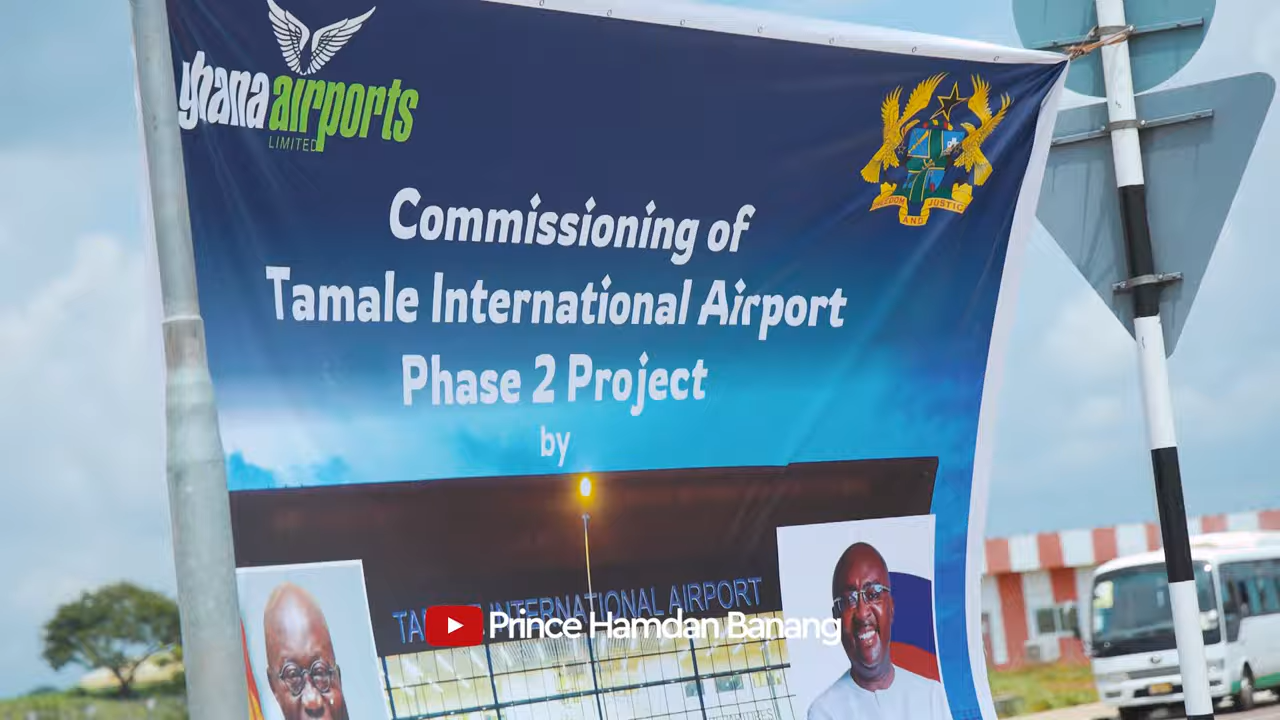 ghana airports
LIMITED
FREEDOM AND JUSTICE
Commissioning of
Tamale International Airport
Phase 2 Project
by
INTERNATIONAL AIRPORT
Prince Hamdan Banang